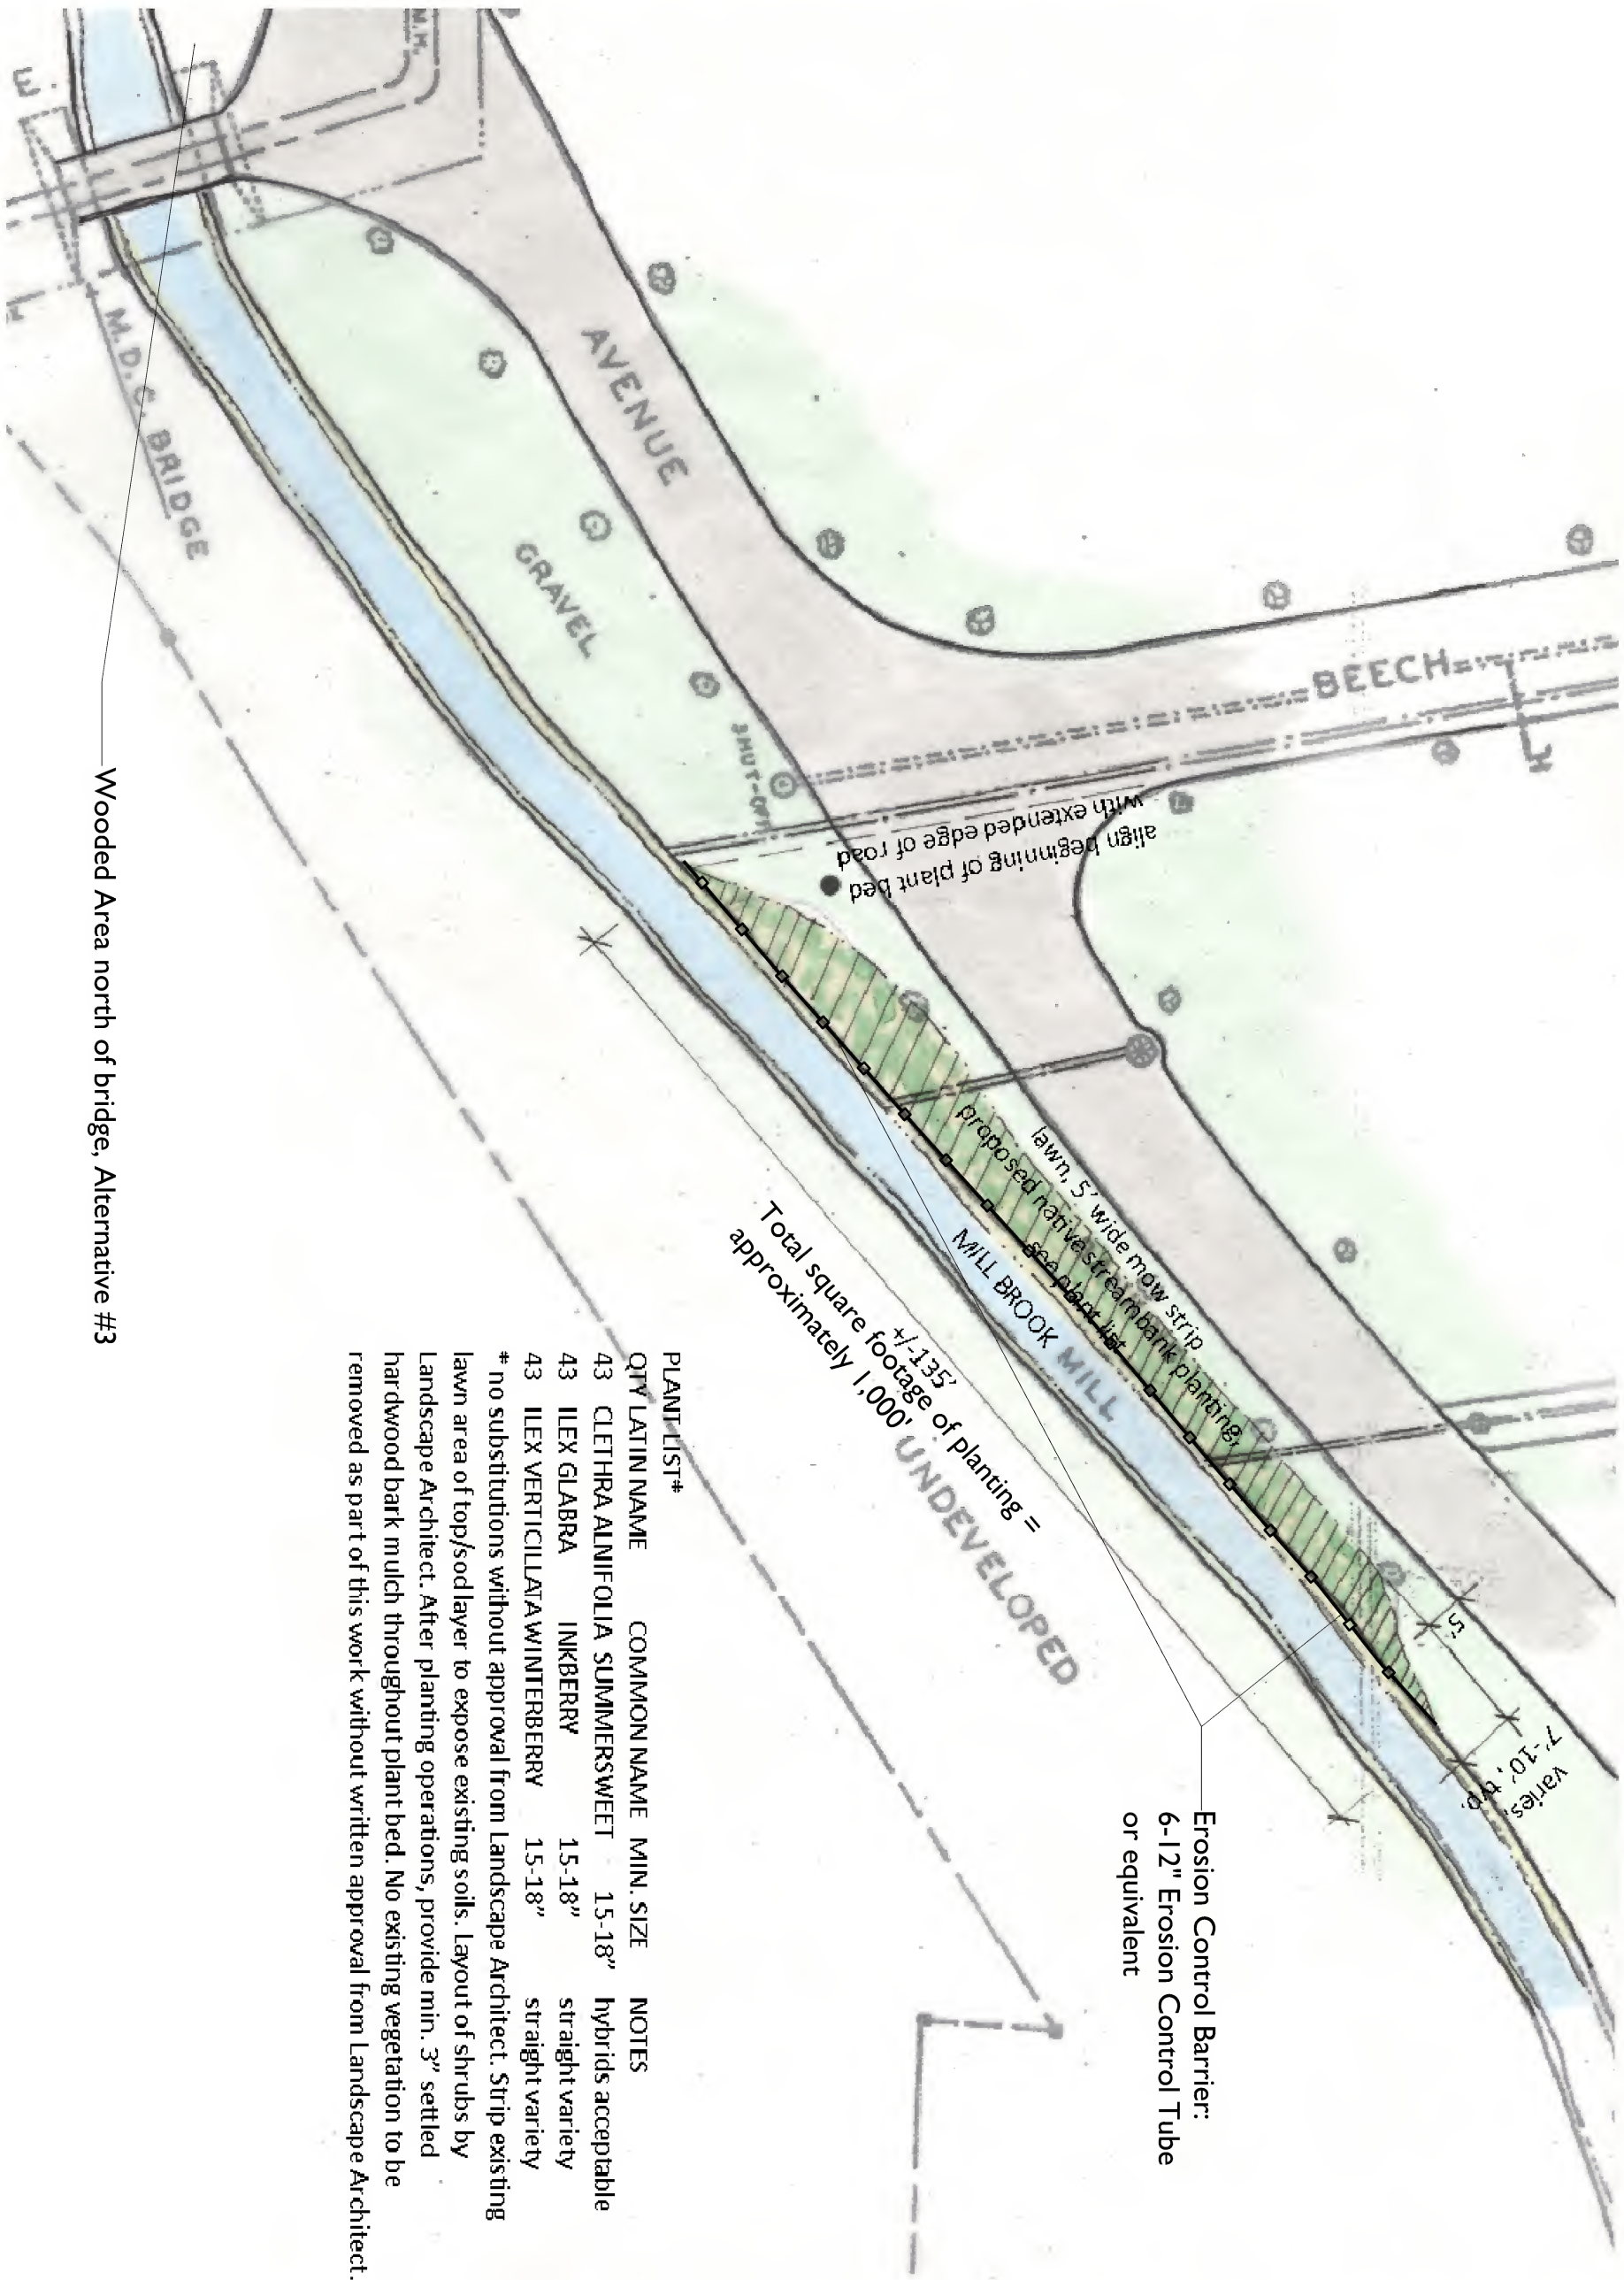 M.H.
M.D.C. BRIDGE
AVENUE
GRAVEL
SHUT-OFF
BEECH
align beginning of plant bed
with extended edge of road
lawn, 5' wide mow strip
proposed native streambank planting,
see plant list
MILL BROOK
MILL
+/-135'
Total square footage of planting =
approximately 1,000'
UNDEVELOPED
5'
varies,
7'-10', typ.
Erosion Control Barrier:
6-12" Erosion Control Tube
or equivalent
Wooded Area north of bridge, Alternative #3
PLANT LIST*
QTY LATIN NAME COMMON NAME MIN. SIZE NOTES
43 CLETHRA ALNIFOLIA SUMMERSWEET 15-18" hybrids acceptable
43 ILEX GLABRA INKBERRY 15-18" straight variety
43 ILEX VERTICILLATA WINTERBERRY 15-18" straight variety
* no substitutions without approval from Landscape Architect. Strip existing
lawn area of top/sod layer to expose existing soils. Layout of shrubs by
Landscape Architect. After planting operations, provide min. 3" settled
hardwood bark mulch throughout plant bed. No existing vegetation to be
removed as part of this work without written approval from Landscape Architect.